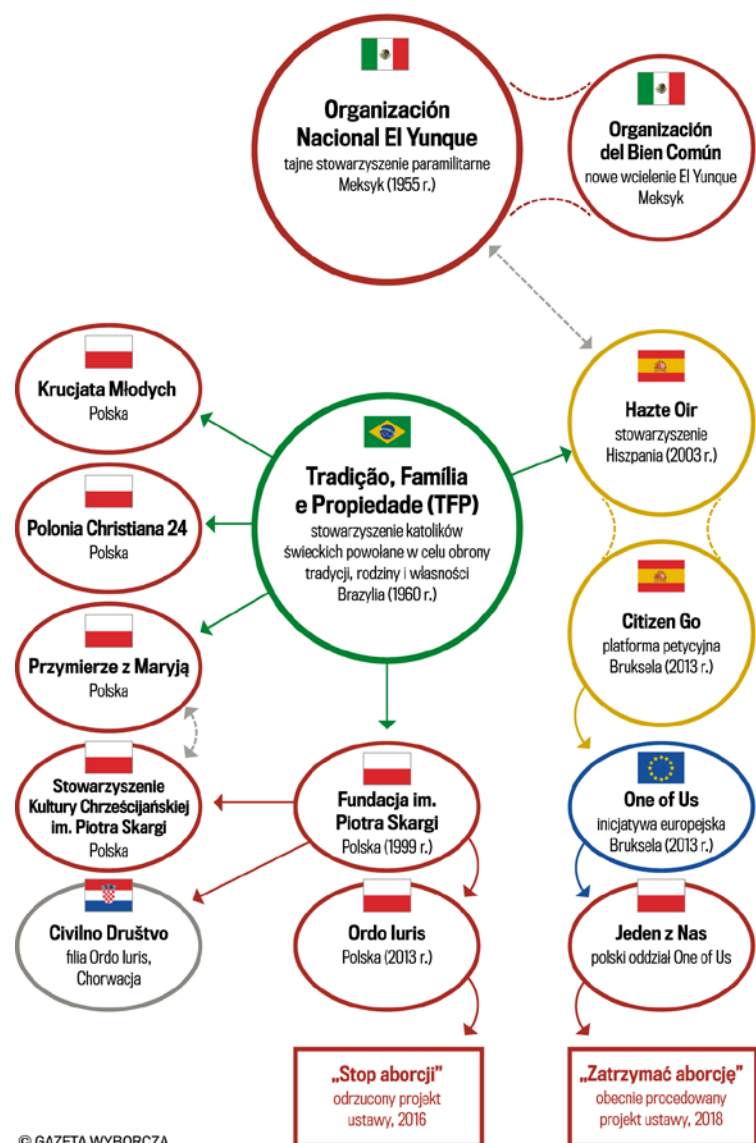 Organización
Nacional El Yunque
tajne stowarzyszenie paramilitarne
Meksyk (1955 r.)
Organización
del Bien Común
nowe wcielenie El Yunque
Meksyk
Krucjata Młodych
Polska
Polonia Christiana 24
Polska
Przymierze z Maryją
Polska
Stowarzyszenie
Kultury Chrześcijańskiej
im. Piotra Skargi
Polska
Civilno Društvo
filia Ordo Iuris,
Chorwacja
Tradição, Família
e Propiedade (TFP)
stowarzyszenie katolików
świeckich powołane w celu obrony
tradycji, rodziny i własności
Brazylia (1960 r.)
Fundacja im.
Piotra Skargi
Polska (1999 r.)
Ordo Iuris
Polska (2013 r.)
„Stop aborcji”
odrzucony projekt
ustawy, 2016
Hazte Oir
stowarzyszenie
Hiszpania (2003 r.)
Citizen Go
platforma petycyjna
Bruksela (2013 r.)
One of Us
inicjatywa europejska
Bruksela (2013 r.)
Jeden z Nas
polski oddział One of Us
„Zatrzymać aborcję”
obecnie procedowany
projekt ustawy, 2018
© GAZETA WYBORCZA